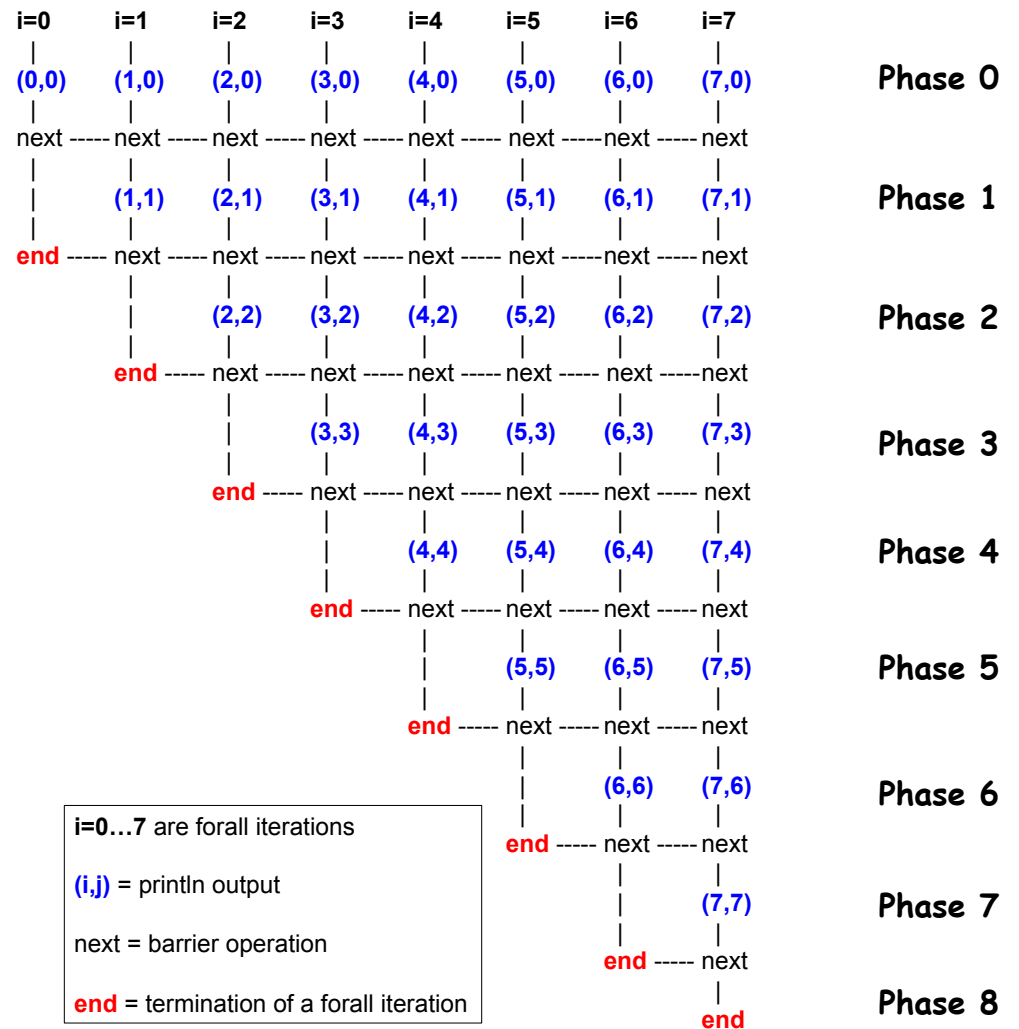 i=0 i=1 i=2 i=3 i=4 i=5 i=6 i=7
(0,0) (1,0) (2,0) (3,0) (4,0) (5,0) (6,0) (7,0) Phase 0
next ----- next ----- next ----- next ----- next ----- next -----next ----- next
(1,1) (2,1) (3,1) (4,1) (5,1) (6,1) (7,1) Phase 1
end ----- next ----- next ----- next ----- next ----- next -----next ----- next
(2,2) (3,2) (4,2) (5,2) (6,2) (7,2) Phase 2
end ----- next ----- next ----- next ----- next ----- next -----next
(3,3) (4,3) (5,3) (6,3) (7,3) Phase 3
end ----- next ----- next ----- next ----- next ----- next
(4,4) (5,4) (6,4) (7,4) Phase 4
end ----- next ----- next ----- next ----- next
(5,5) (6,5) (7,5) Phase 5
end ----- next ----- next ----- next
(6,6) (7,6) Phase 6
end ----- next ----- next
(7,7) Phase 7
end ----- next
end Phase 8
i=0…7 are forall iterations
(i,j) = println output
next = barrier operation
end = termination of a forall iteration